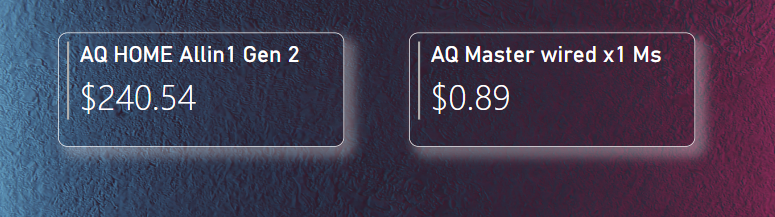 AQ HOME Allin1 Gen 2
$240.54
AQ Master wired x1 Ms
$0.89